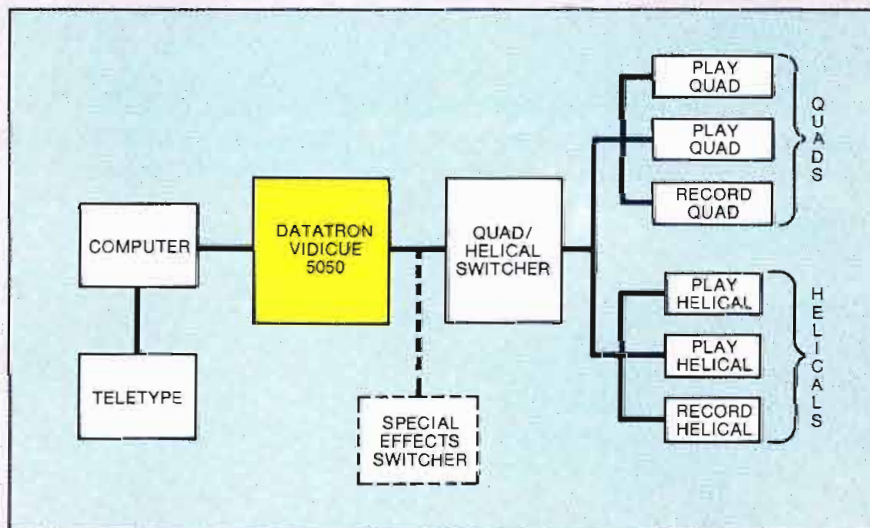 COMPUTER
TELETYPE
DATATRON
VIDICUE
5050
SPECIAL
EFFECTS
SWITCHER
QUAD/
HELICAL
SWITCHER
PLAY
QUAD
PLAY
QUAD
RECORD
QUAD
QUADS
PLAY
HELICAL
PLAY
HELICAL
RECORD
HELICAL
HELICALS